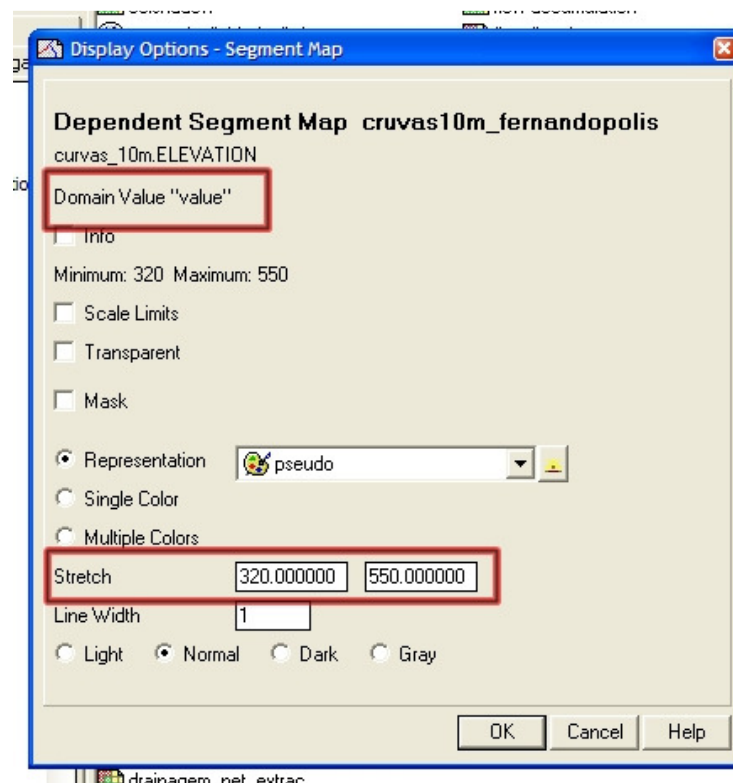 Display Options - Segment Map
Dependent Segment Map cruvas10m_fernandopolis
curvas_10m.ELEVATION
Domain Value "value"
Info
Minimum: 320 Maximum: 550
Scale Limits
Transparent
Mask
Representation pseudo
Single Color
Multiple Colors
Stretch 320.000000 550.000000
Line Width 1
Light Normal Dark Gray
OK Cancel Help
drainagem_net_extrac